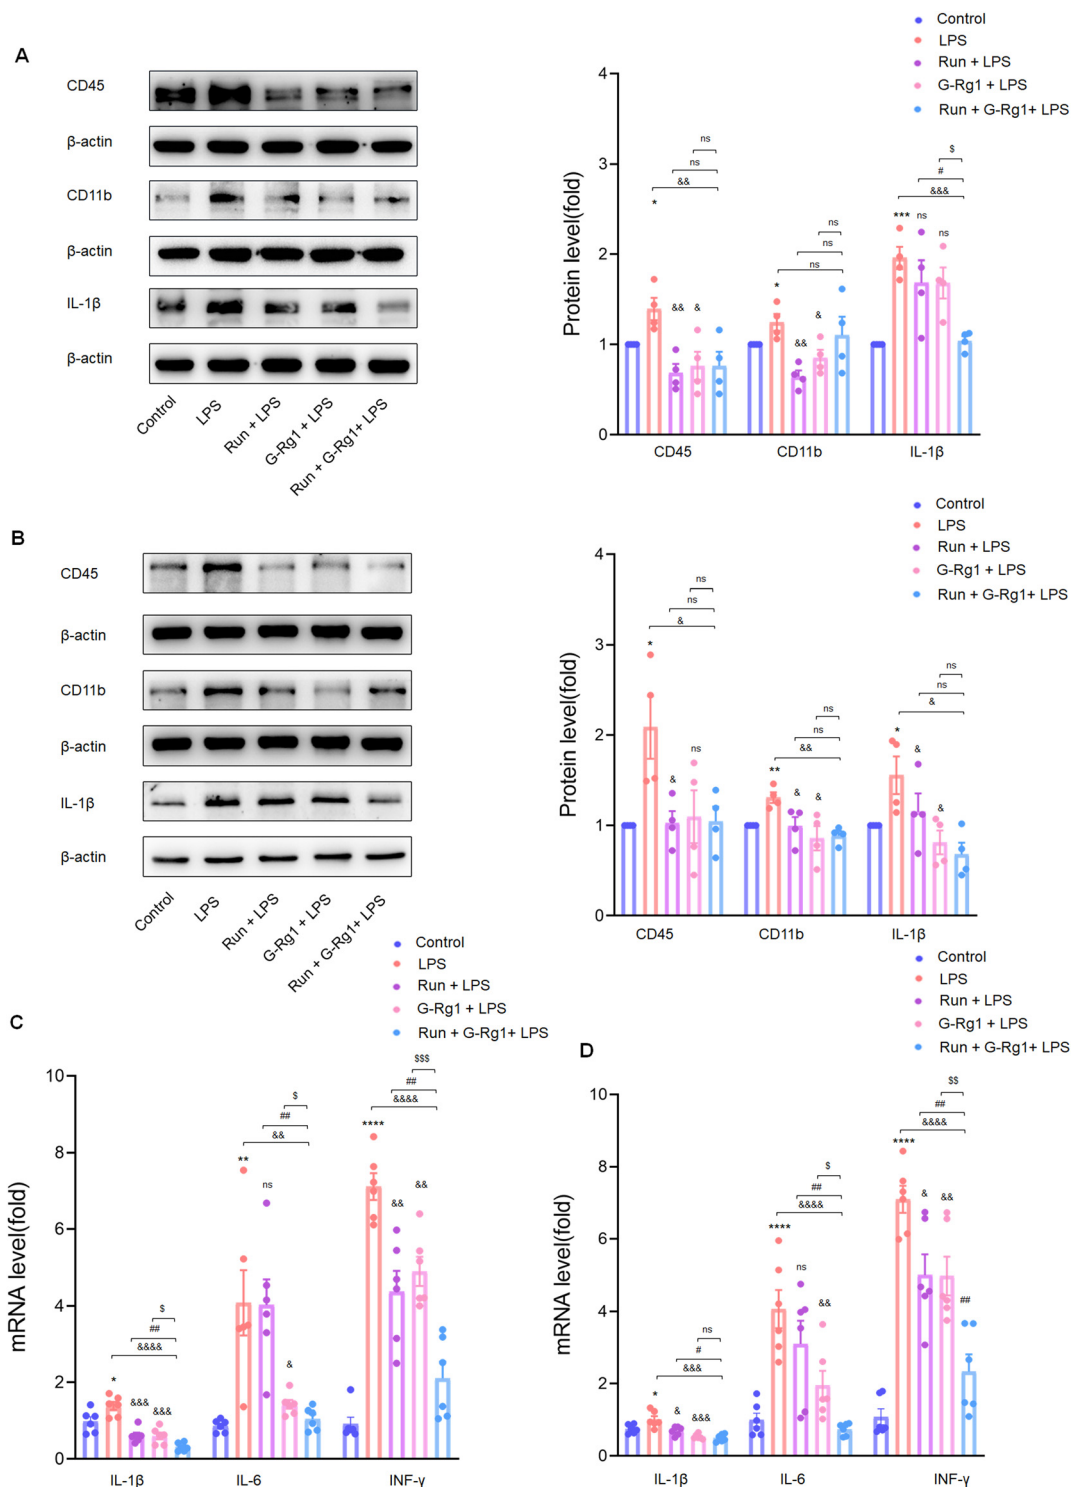 A
CD45
β-actin
CD11b
β-actin
IL-1β
β-actin
Control
LPS
Run + LPS
G-Rg1 + LPS
Run + G-Rg1+ LPS
Control
LPS
Run + LPS
G-Rg1 + LPS
Run + G-Rg1+ LPS
Protein level(fold)
4
3
2
1
0
ns
ns
&&
*
&& &
ns
ns
ns
*
&&
&
$
#
&&&
***
ns
ns
CD45 CD11b IL-1β
B
CD45
β-actin
CD11b
β-actin
IL-1β
β-actin
Control
LPS
Run + LPS
G-Rg1 + LPS
Run + G-Rg1+ LPS
Control
LPS
Run + LPS
G-Rg1 + LPS
Run + G-Rg1+ LPS
Protein level(fold)
4
3
2
1
0
ns
ns
&
*
&
ns
ns
ns
&&
**
&
&
ns
ns
&
*
&
&
CD45 CD11b IL-1β
C
Control
LPS
Run + LPS
G-Rg1 + LPS
Run + G-Rg1+ LPS
mRNA level(fold)
10
8
6
4
2
0
$
##
&&&&
*
&&&
&&&
$
##
&&
**
ns
&
$$$
##
&&&&
****
&&
&&
IL-1β IL-6 INF-γ
D
Control
LPS
Run + LPS
G-Rg1 + LPS
Run + G-Rg1+ LPS
mRNA level(fold)
10
8
6
4
2
0
ns
#
&&&
*
&
&&&
$
##
&&&&
****
ns
&&
$$
##
&&&&
****
&
&&
##
IL-1β IL-6 INF-γ